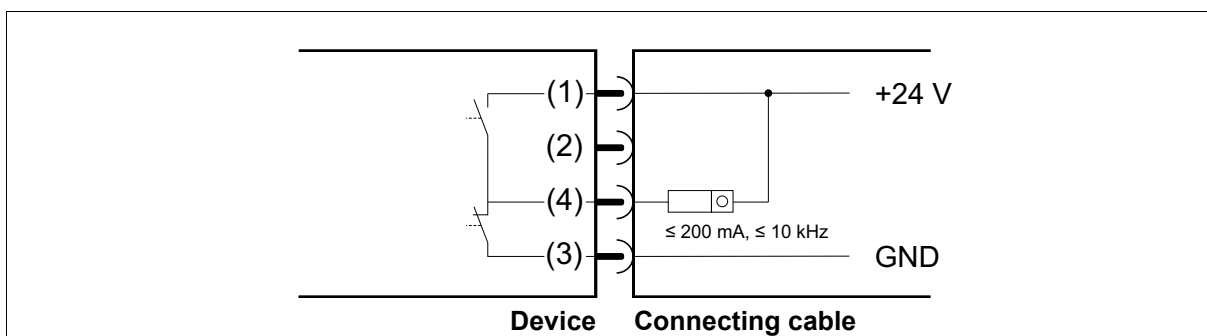 (1) +24 V
(2)
(4)
≤ 200 mA, ≤ 10 kHz
(3) GND
Device Connecting cable